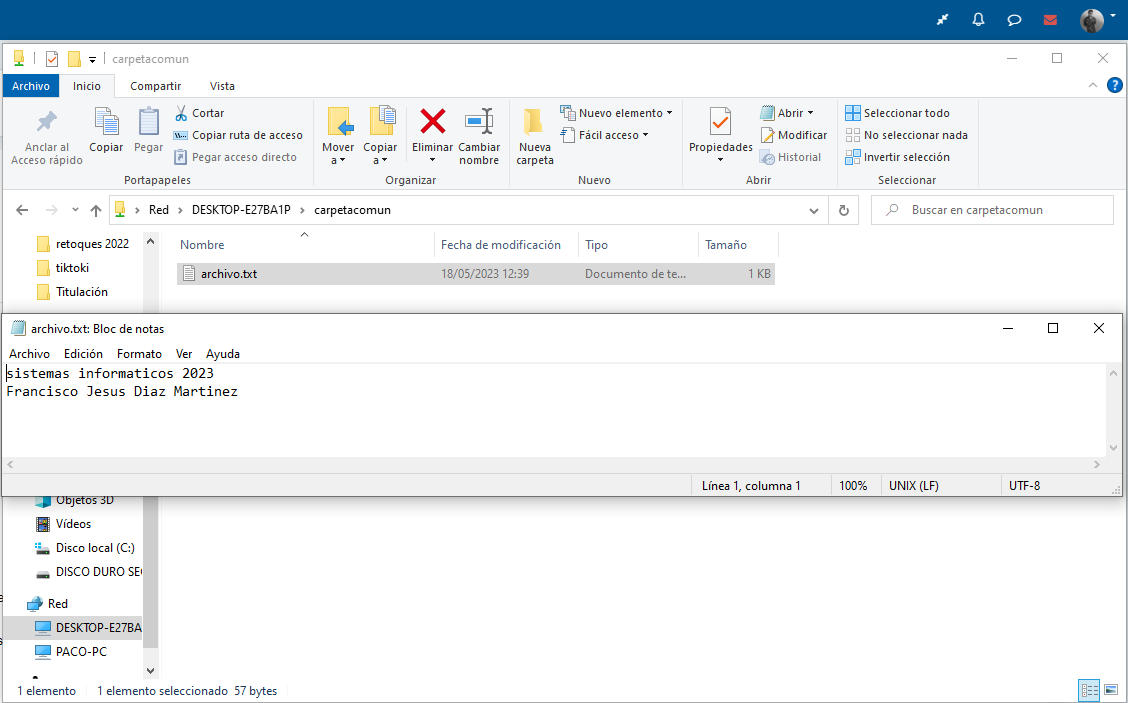 carpetacomun
Archivo
Inicio
Compartir
Vista
Anclar al
Acceso rápido
Copiar
Pegar
Cortar
Copiar ruta de acceso
Pegar acceso directo
Portapapeles
Mover
a
Copiar
a
Eliminar
Cambiar
nombre
Organizar
Nueva
carpeta
Nuevo elemento
Fácil acceso
Nuevo
Propiedades
Abrir
Modificar
Historial
Abrir
Seleccionar todo
No seleccionar nada
Invertir selección
Seleccionar
Red > DESKTOP-E27BA1P > carpetacomun
Buscar en carpetacomun
retoques 2022
tiktoki
Titulación
Nombre
Fecha de modificación
Tipo
Tamaño
archivo.txt
18/05/2023 12:39
Documento de te...
1 KB
archivo.txt: Bloc de notas
Archivo Edición Formato Ver Ayuda
sistemas informaticos 2023
Francisco Jesus Diaz Martinez
Línea 1, columna 1
100%
UNIX (LF)
UTF-8
Objetos 3D
Vídeos
Disco local (C:)
DISCO DURO SE
Red
DESKTOP-E27BA
PACO-PC
1 elemento
1 elemento seleccionado 57 bytes